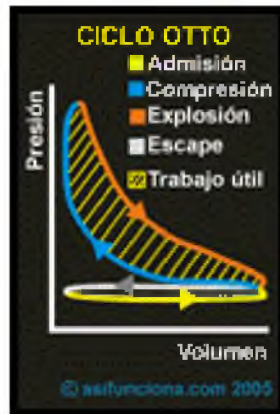 CICLO OTTO
Admisión
Compresión
Explosión
Escape
Trabajo útil
Presión
Volumen
© asifunciona.com 2005